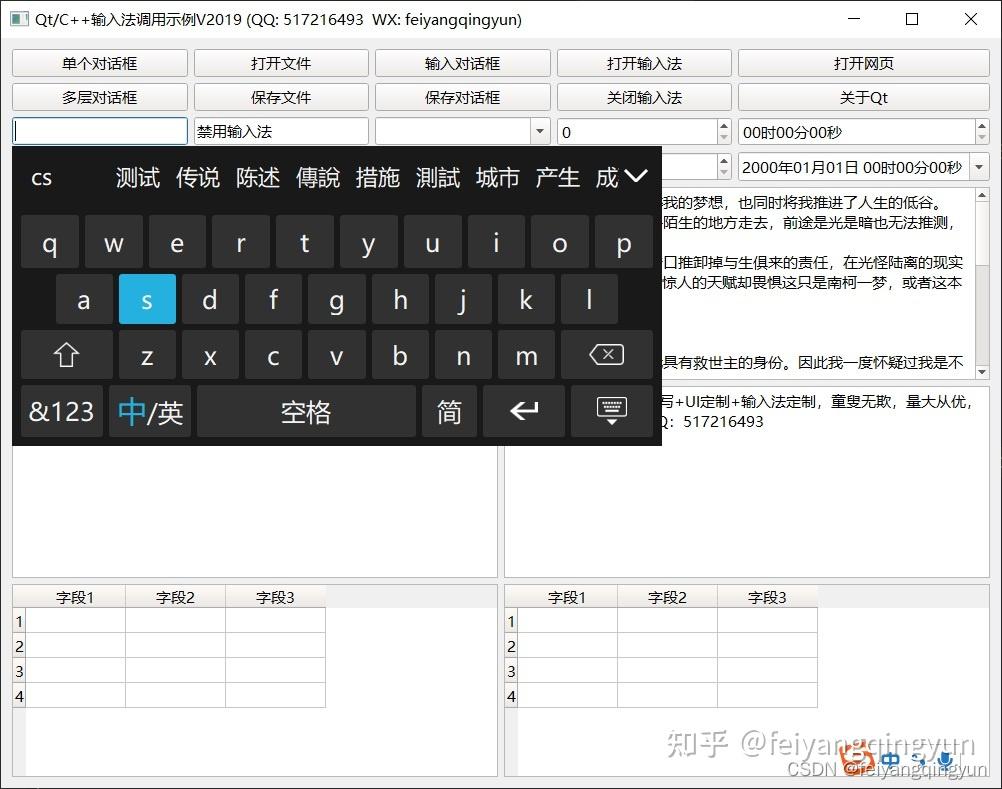 Qt/C++输入法调用示例V2019 (QQ: 517216493 WX: feiyangqingyun)
单个对话框 打开文件 输入对话框 打开输入法 打开网页
多层对话框 保存文件 保存对话框 关闭输入法 关于Qt
禁用输入法 0 00时00分00秒
2000年01月01日 00时00分00秒
cs 测试 传说 陈述 傳說 措施 測試 城市 产生 成
我的梦想，也同时将我推进了人生的低谷。
陌生的地方走去，前途是光是暗也无法推测，
口推卸掉与生俱来的责任，在光怪陆离的现实
惊人的天赋却畏惧这只是南柯一梦，或者这本
具有救世主的身份。因此我一度怀疑过我是不
q w e r t y u i o p
a s d f g h j k l
z x c v b n m
&123 中/英 空格 简
写+UI定制+输入法定制，童叟无欺，量大从优，
: 517216493
字段1 字段2 字段3
1
2
3
4
字段1 字段2 字段3
1
2
3
4
知乎 @feiyangqingyun
中
CSDN @feiyangqingyun